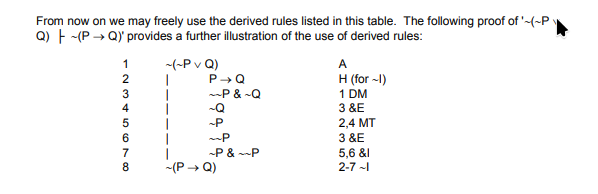 From now on we may freely use the derived rules listed in this table. The following proof of '~(~P v
Q) ├ ~(P → Q)' provides a further illustration of the use of derived rules:
1 ~(~P v Q) A
2 | P → Q H (for ~I)
3 | ~~P & ~Q 1 DM
4 | ~Q 3 &E
5 | ~P 2,4 MT
6 | ~~P 3 &E
7 | ~P & ~~P 5,6 &I
8 ~(P → Q) 2-7 ~I